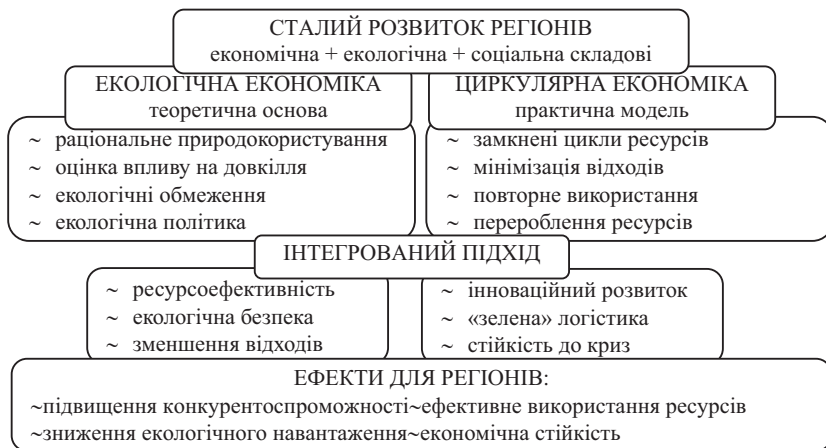 СТАЛИЙ РОЗВИТОК РЕГІОНІВ
економічна + екологічна + соціальна складові
ЕКОЛОГІЧНА ЕКОНОМІКА
теоретична основа
~ раціональне природокористування
~ оцінка впливу на довкілля
~ екологічні обмеження
~ екологічна політика
ЦИРКУЛЯРНА ЕКОНОМІКА
практична модель
~ замкнені цикли ресурсів
~ мінімізація відходів
~ повторне використання
~ перероблення ресурсів
ІНТЕГРОВАНИЙ ПІДХІД
~ ресурсоефективність
~ екологічна безпека
~ зменшення відходів
~ інноваційний розвиток
~ «зелена» логістика
~ стійкість до криз
ЕФЕКТИ ДЛЯ РЕГІОНІВ:
~підвищення конкурентоспроможності~ефективне використання ресурсів
~зниження екологічного навантаження~економічна стійкість